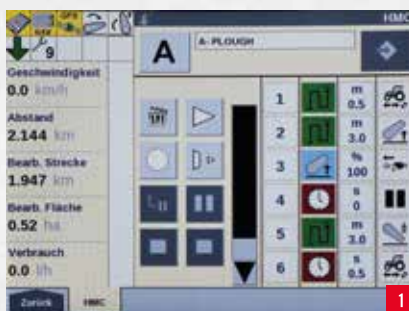 HMC
9
A
A- PLOUGH
Geschwindigkeit
0.0 km/h
Abstand
2.144 km
Bearb. Strecke
1.947 km
Bearb. Fläche
0.52 ha
Verbrauch
0.0 l/h
1 m 0.5
2 m 3.0
3 % 100
4 s 0
5 m 3.0
6 s 0.5
Zurück
HMC
1